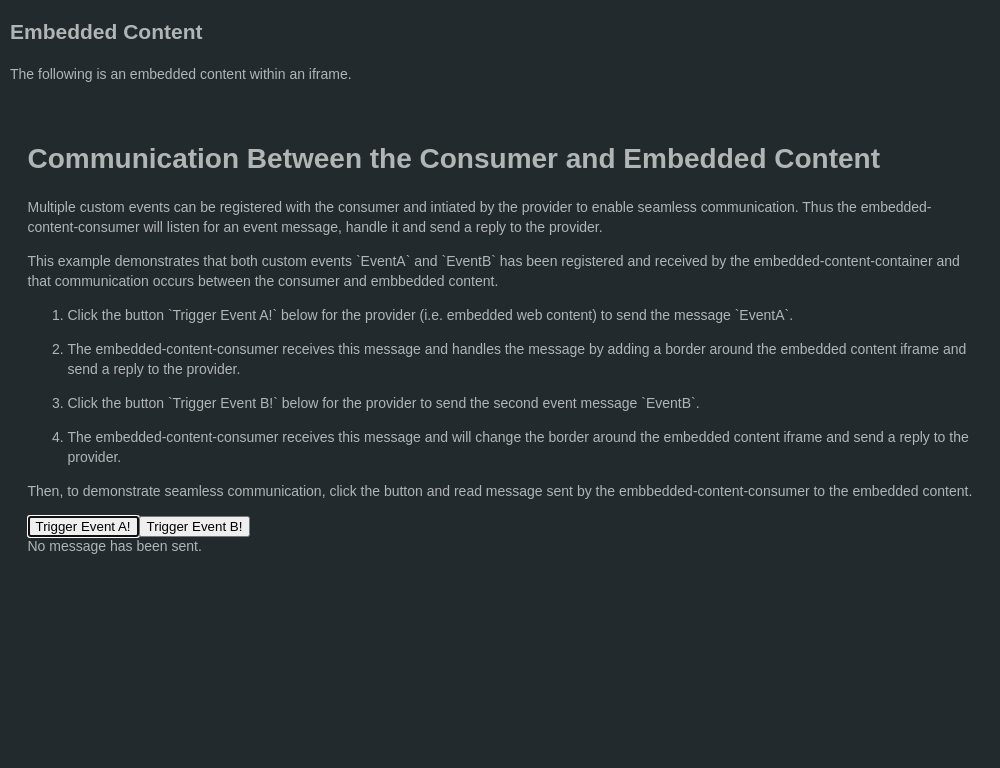 Embedded Content
The following is an embedded content within an iframe.
Communication Between the Consumer and Embedded Content
Multiple custom events can be registered with the consumer and intiated by the provider to enable seamless communication. Thus the embedded-
content-consumer will listen for an event message, handle it and send a reply to the provider.
This example demonstrates that both custom events `EventA` and `EventB` has been registered and received by the embedded-content-container and
that communication occurs between the consumer and embbedded content.
1. Click the button `Trigger Event A!` below for the provider (i.e. embedded web content) to send the message `EventA`.
2. The embedded-content-consumer receives this message and handles the message by adding a border around the embedded content iframe and
send a reply to the provider.
3. Click the button `Trigger Event B!` below for the provider to send the second event message `EventB`.
4. The embedded-content-consumer receives this message and will change the border around the embedded content iframe and send a reply to the
provider.
Then, to demonstrate seamless communication, click the button and read message sent by the embbedded-content-consumer to the embedded content.
Trigger Event A! Trigger Event B!
No message has been sent.